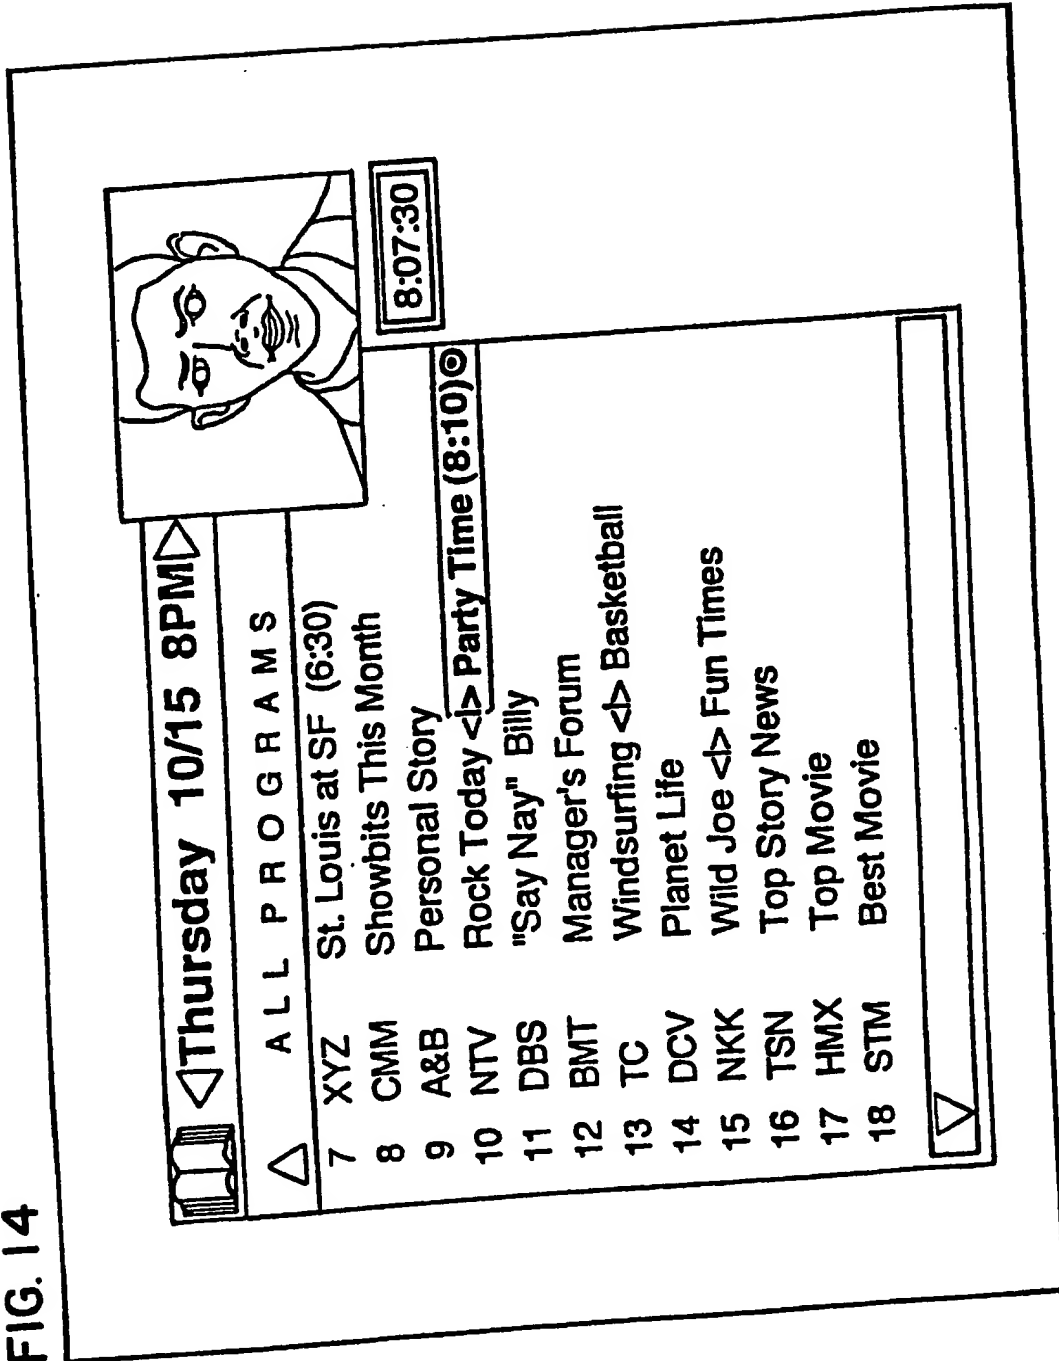 FIG. 14
Thursday 10/15 8PM
ALL PROGRAMS
8:07:30
7 XYZ St. Louis at SF (6:30)
8 CMM Showbits This Month
9 A&B Personal Story
10 NTV Rock Today <I> Party Time (8:10)
11 DBS "Say Nay" Billy
12 BMT Manager's Forum
13 TC Windsurfing <I> Basketball
14 DCV Planet Life
15 NKK Wild Joe <I> Fun Times
16 TSN Top Story News
17 HMX Top Movie
18 STM Best Movie